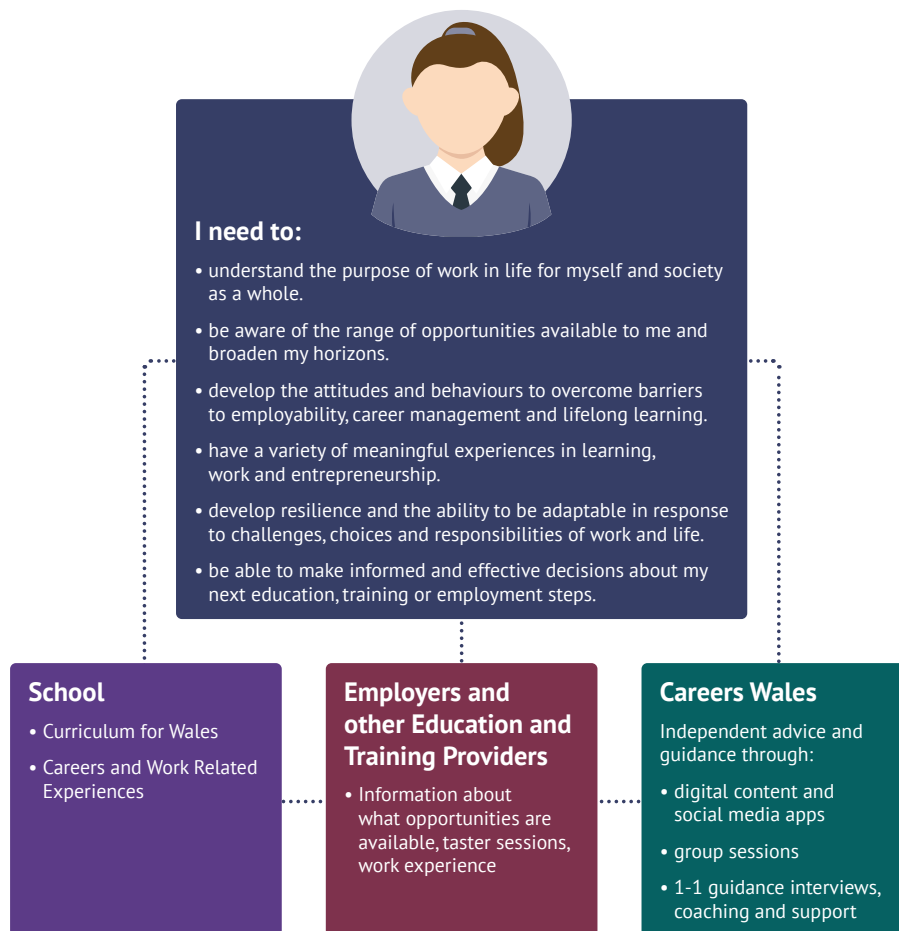 I need to:
• understand the purpose of work in life for myself and society
as a whole.
• be aware of the range of opportunities available to me and
broaden my horizons.
• develop the attitudes and behaviours to overcome barriers
to employability, career management and lifelong learning.
• have a variety of meaningful experiences in learning,
work and entrepreneurship.
• develop resilience and the ability to be adaptable in response
to challenges, choices and responsibilities of work and life.
• be able to make informed and effective decisions about my
next education, training or employment steps.
School
• Curriculum for Wales
• Careers and Work Related
Experiences
Employers and
other Education and
Training Providers
• Information about
what opportunities are
available, taster sessions,
work experience
Careers Wales
Independent advice and
guidance through:
• digital content and
social media apps
• group sessions
• 1-1 guidance interviews,
coaching and support